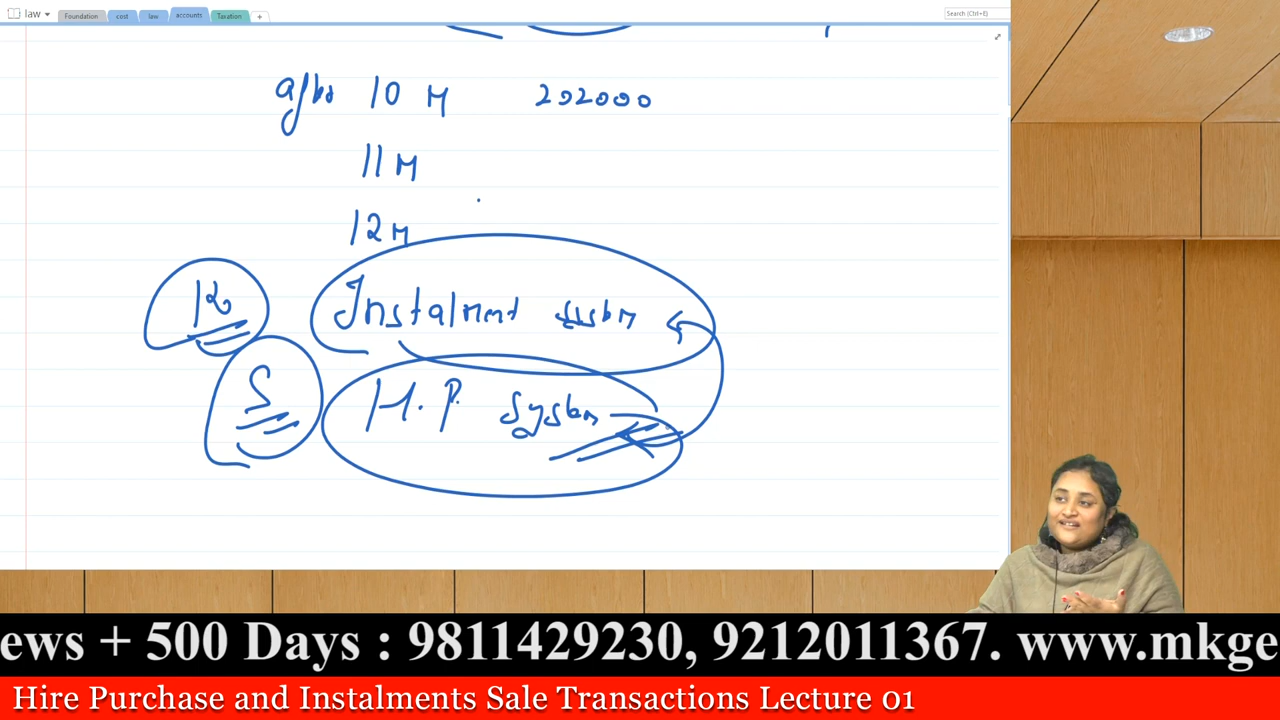 law
Foundation cost law accounts Taxation +
Search (Ctrl+E)
10 M 202000
11 M
12 M
R Instalment system
S H.P. system
ews + 500 Days : 9811429230, 9212011367. www.mkge
Hire Purchase and Instalments Sale Transactions Lecture 01